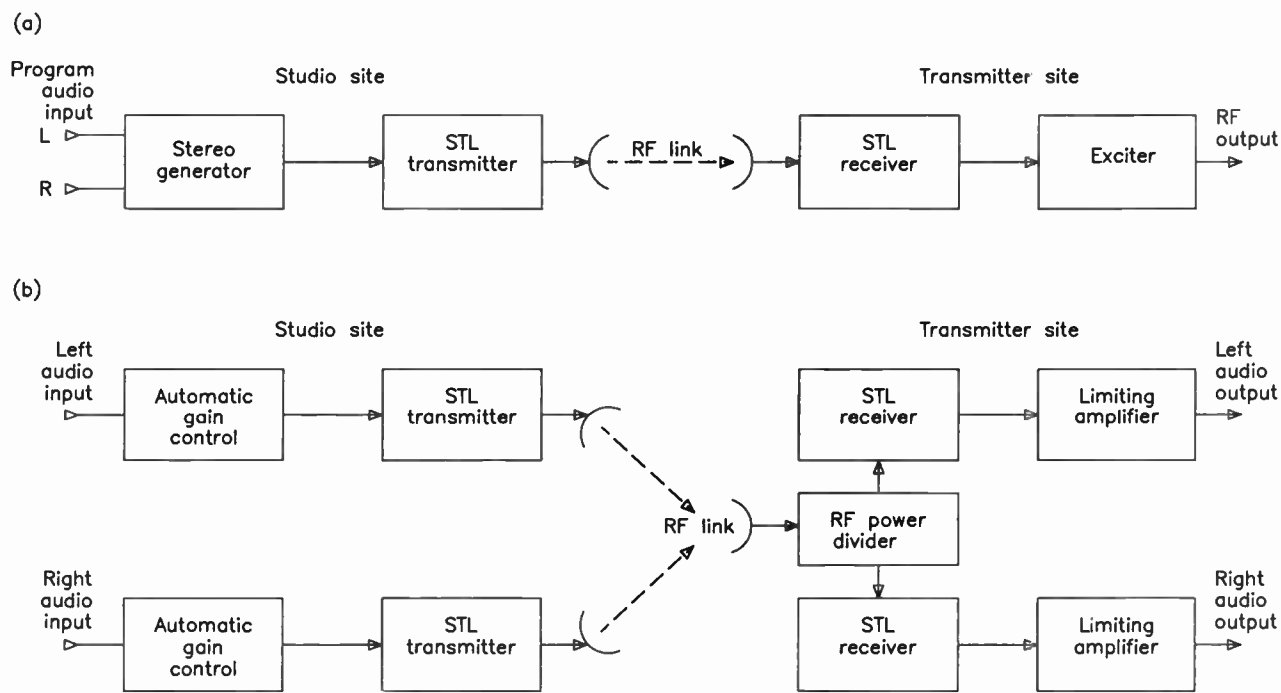 (a)
Program
audio
input
Studio site
Transmitter site
L
R
Stereo
generator
STL
transmitter
RF link
STL
receiver
Exciter
RF
output
(b)
Studio site
Transmitter site
Left
audio
input
Automatic
gain
control
STL
transmitter
STL
receiver
Limiting
amplifier
Left
audio
output
RF link
RF power
divider
Right
audio
input
Automatic
gain
control
STL
transmitter
STL
receiver
Limiting
amplifier
Right
audio
output